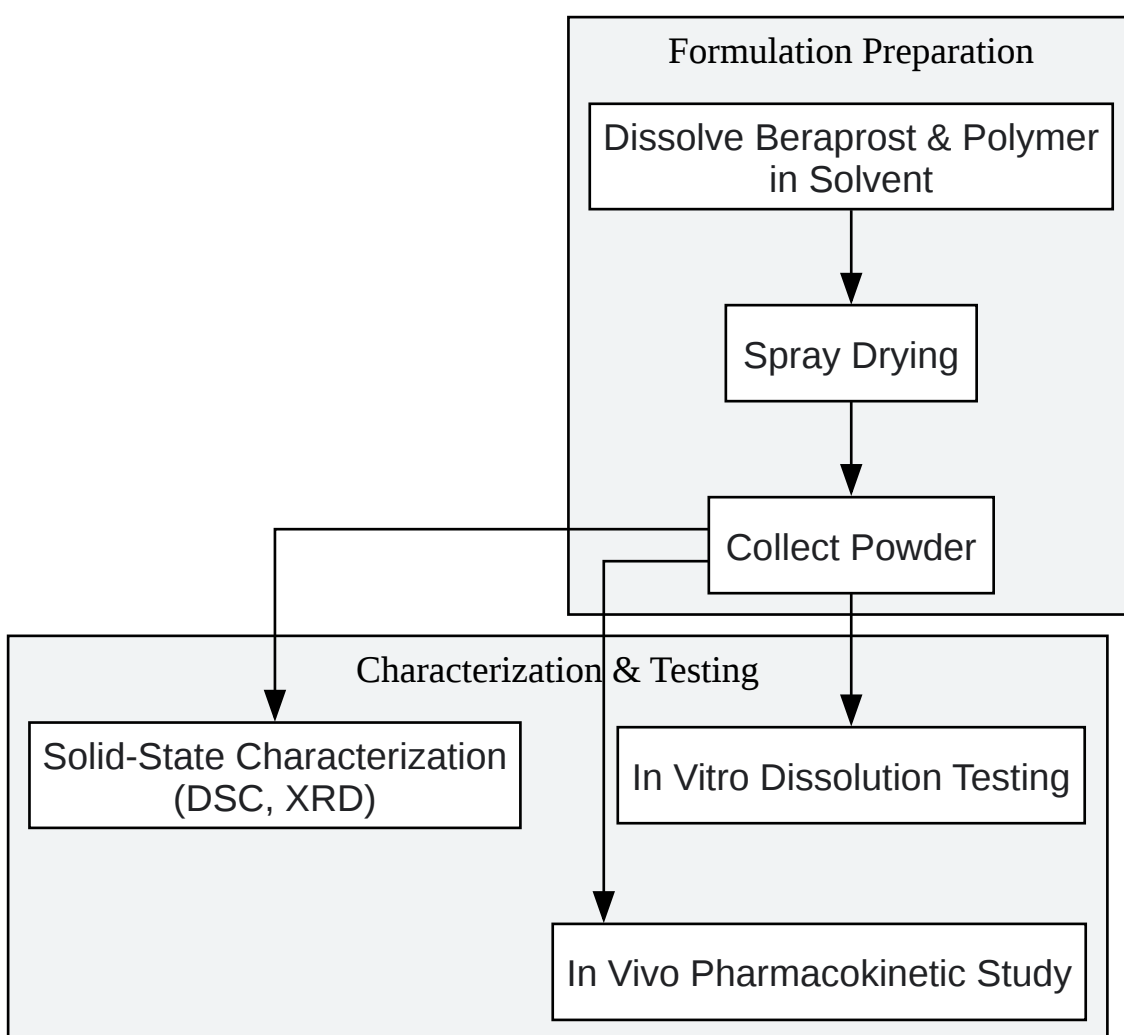 Formulation Preparation
Dissolve Beraprost & Polymer
in Solvent
Spray Drying
Collect Powder
Characterization & Testing
Solid-State Characterization
(DSC, XRD)
In Vitro Dissolution Testing
In Vivo Pharmacokinetic Study